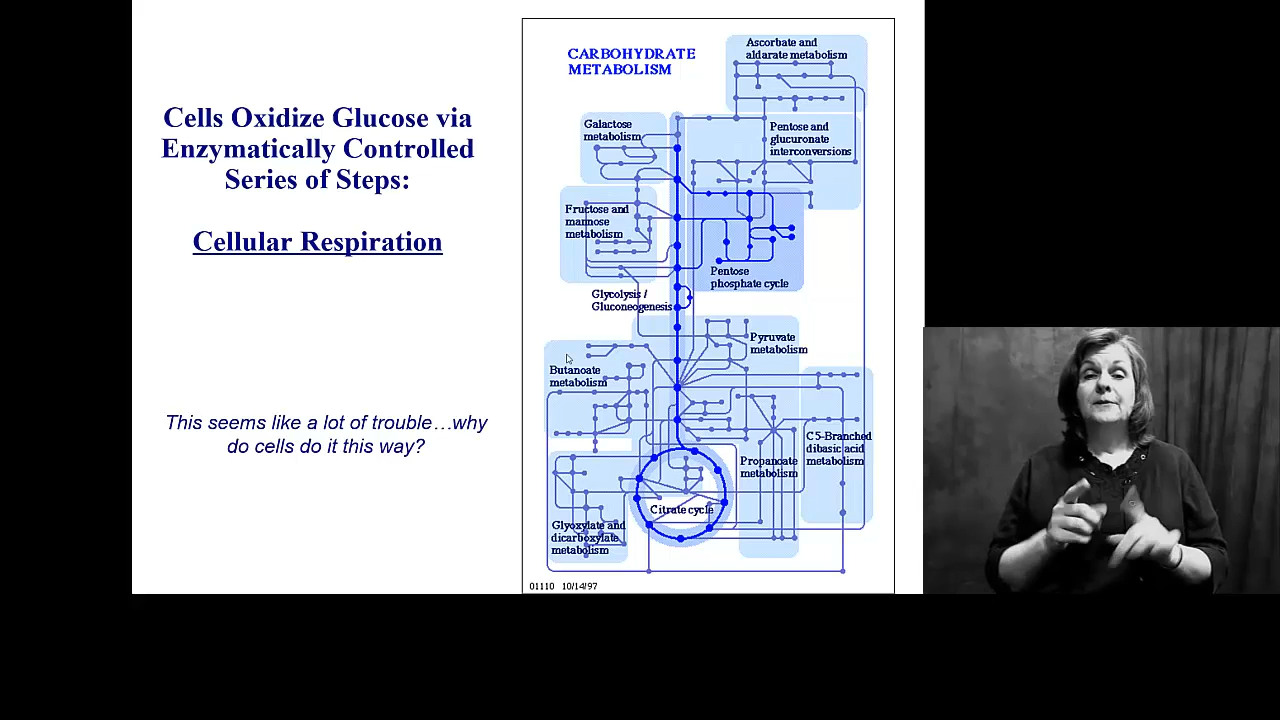 Cells Oxidize Glucose via
Enzymatically Controlled
Series of Steps:
Cellular Respiration
This seems like a lot of trouble…why
do cells do it this way?
CARBOHYDRATE
METABOLISM
Ascorbate and
aldarate metabolism
Galactose
metabolism
Pentose and
glucuronate
interconversions
Fructose and
mannose
metabolism
Pentose
phosphate cycle
Glycolysis /
Gluconeogenesis
Pyruvate
metabolism
Butanoate
metabolism
C5-Branched
dibasic acid
metabolism
Propanoate
metabolism
Citrate cycle
Glyoxylate and
dicarboxylate
metabolism
01110 10/14/97